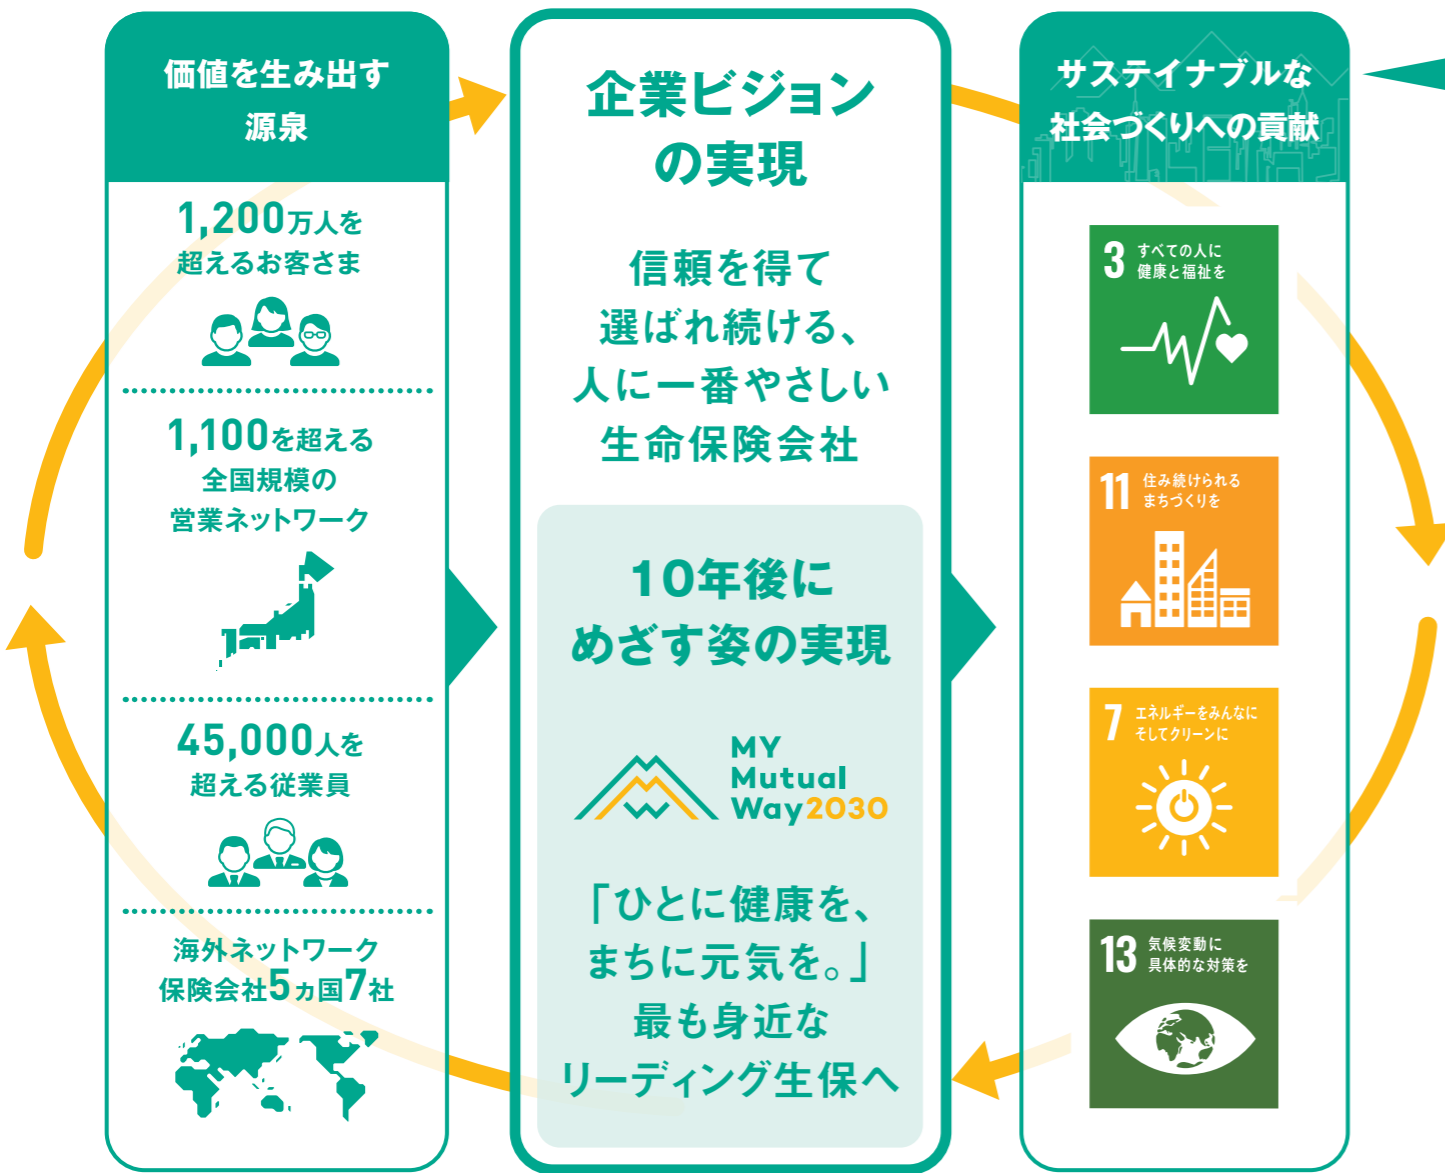 価値を生み出す
源泉
1,200万人を
超えるお客さま
1,100を超える
全国規模の
営業ネットワーク
45,000人を
超える従業員
海外ネットワーク
保険会社5ヵ国7社
企業ビジョン
の実現
信頼を得て
選ばれ続ける、
人に一番やさしい
生命保険会社
10年後に
めざす姿の実現
MY
Mutual
Way2030
「ひとに健康を、
まちに元気を。」
最も身近な
リーディング生保へ
サステイナブルな
社会づくりへの貢献
3 すべての人に
健康と福祉を
11 住み続けられる
まちづくりを
7 エネルギーをみんなに
そしてクリーンに
13 気候変動に
具体的な対策を